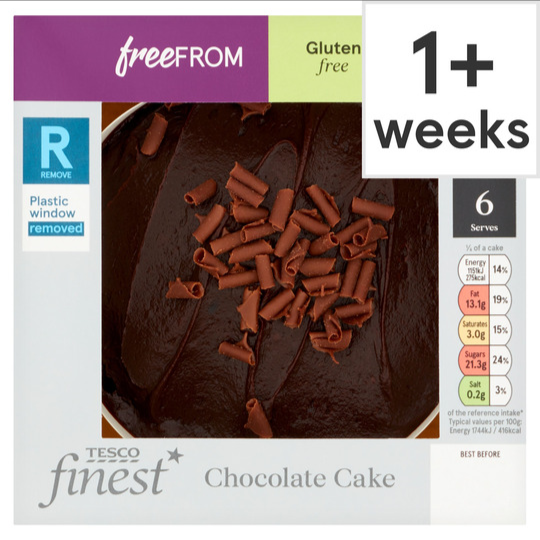 freeFROM
Gluten
free
1+
weeks
R
REMOVE
Plastic
window
removed
6
Serves
⅙ of a cake
Energy
1151kJ
275kcal
14%
Fat
13.1g
19%
Saturates
3.0g
15%
Sugars
21.3g
24%
Salt
0.2g
3%
of the reference intake*
Typical values per 100g:
Energy 1744kJ / 416kcal
TESCO
finest*
Chocolate Cake
BEST BEFORE